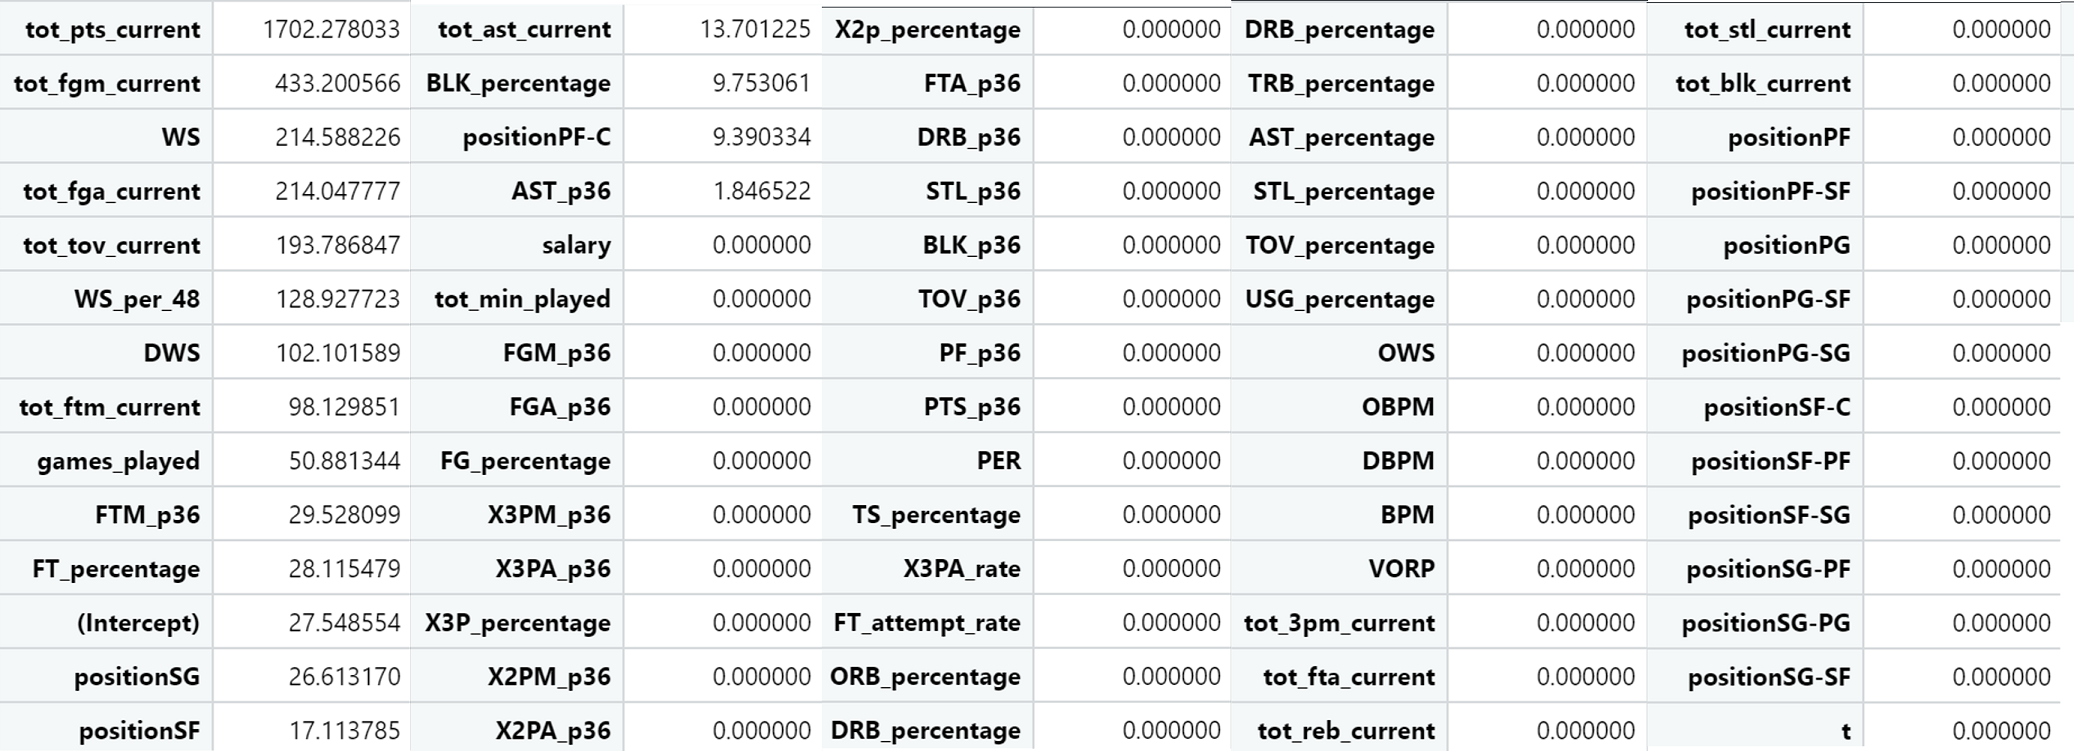 tot_pts_current 1702.278033 tot_ast_current 13.701225 X2p_percentage 0.000000 DRB_percentage 0.000000 tot_stl_current 0.000000
tot_fgm_current 433.200566 BLK_percentage 9.753061 FTA_p36 0.000000 TRB_percentage 0.000000 tot_blk_current 0.000000
WS 214.588226 positionPF-C 9.390334 DRB_p36 0.000000 AST_percentage 0.000000 positionPF 0.000000
tot_fga_current 214.047777 AST_p36 1.846522 STL_p36 0.000000 STL_percentage 0.000000 positionPF-SF 0.000000
tot_tov_current 193.786847 salary 0.000000 BLK_p36 0.000000 TOV_percentage 0.000000 positionPG 0.000000
WS_per_48 128.927723 tot_min_played 0.000000 TOV_p36 0.000000 USG_percentage 0.000000 positionPG-SF 0.000000
DWS 102.101589 FGM_p36 0.000000 PF_p36 0.000000 OWS 0.000000 positionPG-SG 0.000000
tot_ftm_current 98.129851 FGA_p36 0.000000 PTS_p36 0.000000 OBPM 0.000000 positionSF-C 0.000000
games_played 50.881344 FG_percentage 0.000000 PER 0.000000 DBPM 0.000000 positionSF-PF 0.000000
FTM_p36 29.528099 X3PM_p36 0.000000 TS_percentage 0.000000 BPM 0.000000 positionSF-SG 0.000000
FT_percentage 28.115479 X3PA_p36 0.000000 X3PA_rate 0.000000 VORP 0.000000 positionSG-PF 0.000000
(Intercept) 27.548554 X3P_percentage 0.000000 FT_attempt_rate 0.000000 tot_3pm_current 0.000000 positionSG-PG 0.000000
positionSG 26.613170 X2PM_p36 0.000000 ORB_percentage 0.000000 tot_fta_current 0.000000 positionSG-SF 0.000000
positionSF 17.113785 X2PA_p36 0.000000 DRB_percentage 0.000000 tot_reb_current 0.000000 t 0.000000